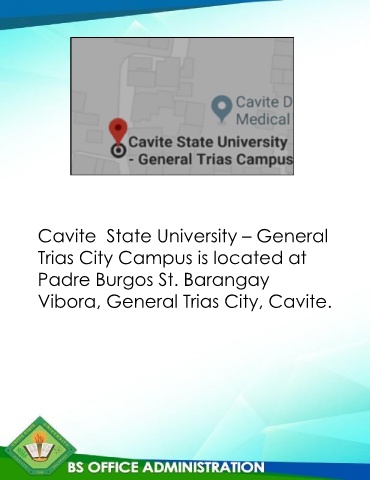 Cavite D
Medical
Cavite State University
- General Trias Campus
Cavite  State University – General
Trias City Campus is located at
Padre Burgos St. Barangay
Vibora, General Trias City, Cavite.
BS OFFICE ADMINISTRATION